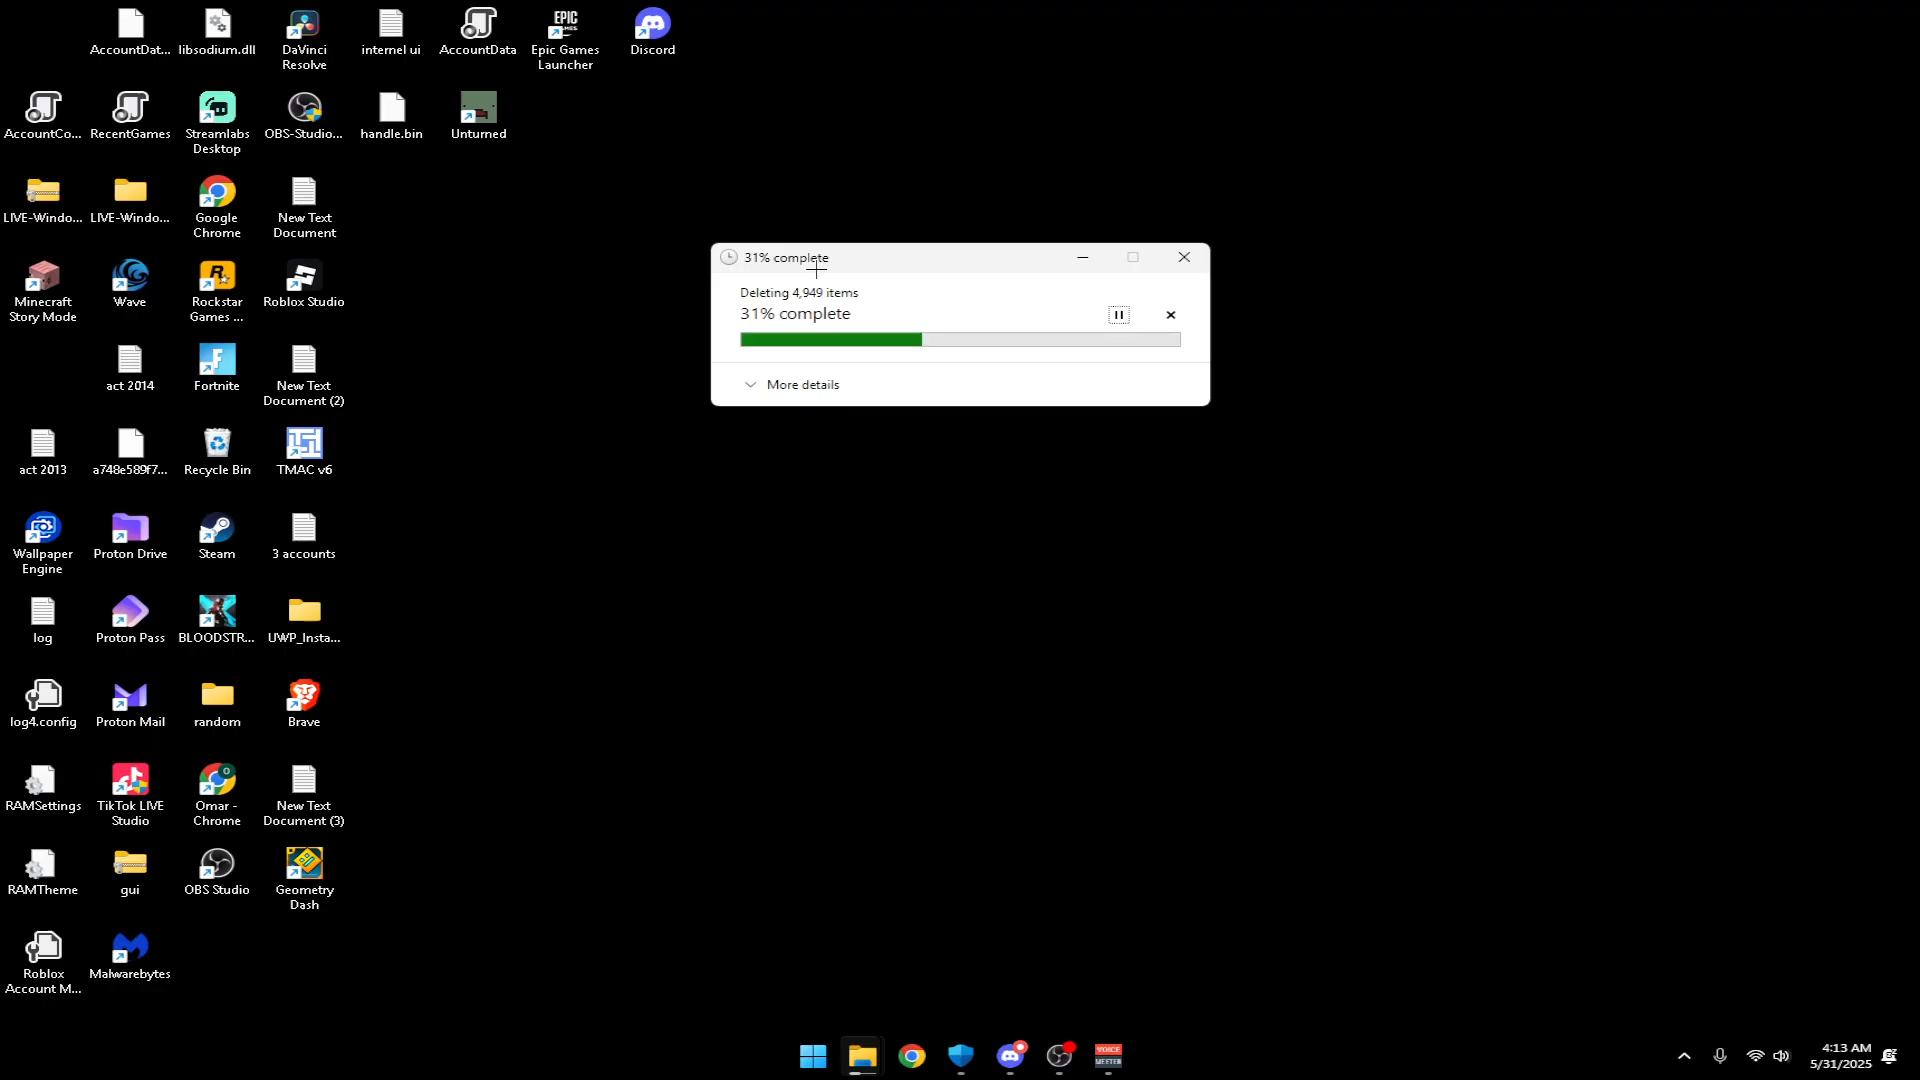 AccountDat...
libsodium.dll
DaVinci
Resolve
internel ui
AccountData
EPIC
GAMES
Epic Games
Launcher
Discord
AccountCo...
RecentGames
Streamlabs
Desktop
OBS-Studio...
handle.bin
Unturned
LIVE-Windo...
LIVE-Windo...
Google
Chrome
New Text
Document
Minecraft
Story Mode
Wave
Rockstar
Games ...
Roblox Studio
act 2014
Fortnite
New Text
Document (2)
act 2013
a748e589f7...
Recycle Bin
TMAC v6
Wallpaper
Engine
Proton Drive
Steam
3 accounts
log
Proton Pass
BLOODSTR...
UWP_Insta...
log4.config
Proton Mail
random
Brave
RAMSettings
TikTok LIVE
Studio
Omar -
Chrome
New Text
Document (3)
RAMTheme
gui
OBS Studio
Geometry
Dash
Roblox
Account M...
Malwarebytes
31% complete
Deleting 4,949 items
31% complete
More details
VOICE
MEETER
4:13 AM
5/31/2025